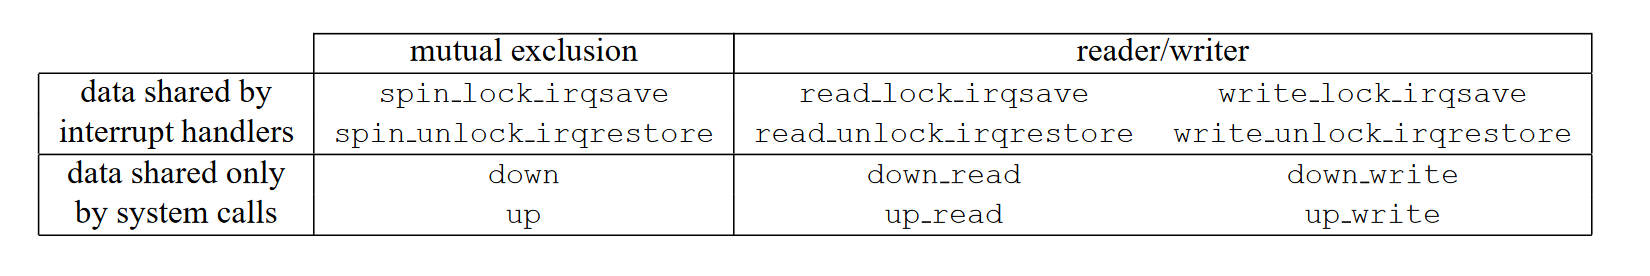 mutual exclusion reader/writer
data shared by spin_lock_irqsave read_lock_irqsave write_lock_irqsave
interrupt handlers spin_unlock_irqrestore read_unlock_irqrestore write_unlock_irqrestore
data shared only down down_read down_write
by system calls up up_read up_write